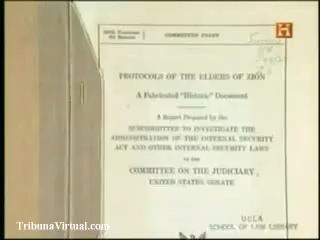 COMMITTEE PRINT
PROTOCOLS OF THE ELDERS OF ZION
A Fabricated "Historic" Document
A Report Prepared by the
SUBCOMMITTEE TO INVESTIGATE THE
ADMINISTRATION OF THE INTERNAL SECURITY
ACT AND OTHER INTERNAL SECURITY LAWS
TO THE
COMMITTEE ON THE JUDICIARY
UNITED STATES SENATE
UCLA
SCHOOL OF LAW LIBRARY
TribunaVirtual.com
H